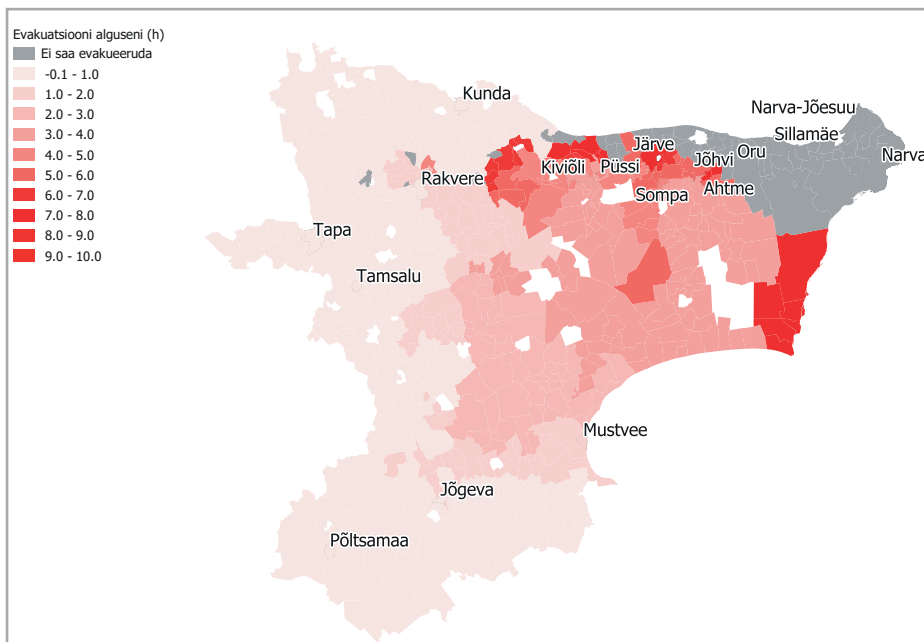 Evakuatsiooni alguseni (h)
Ei saa evakueeruda
-0.1 - 1.0
1.0 - 2.0
2.0 - 3.0
3.0 - 4.0
4.0 - 5.0
5.0 - 6.0
6.0 - 7.0
7.0 - 8.0
8.0 - 9.0
9.0 - 10.0
Kunda
Narva-Jõesuu
Sillamäe
Järve
Oru
Narva
Kiviõli
Püssi
Jõhvi
Rakvere
Ahtme
Sompa
Tapa
Tamsalu
Mustvee
Jõgeva
Põltsamaa